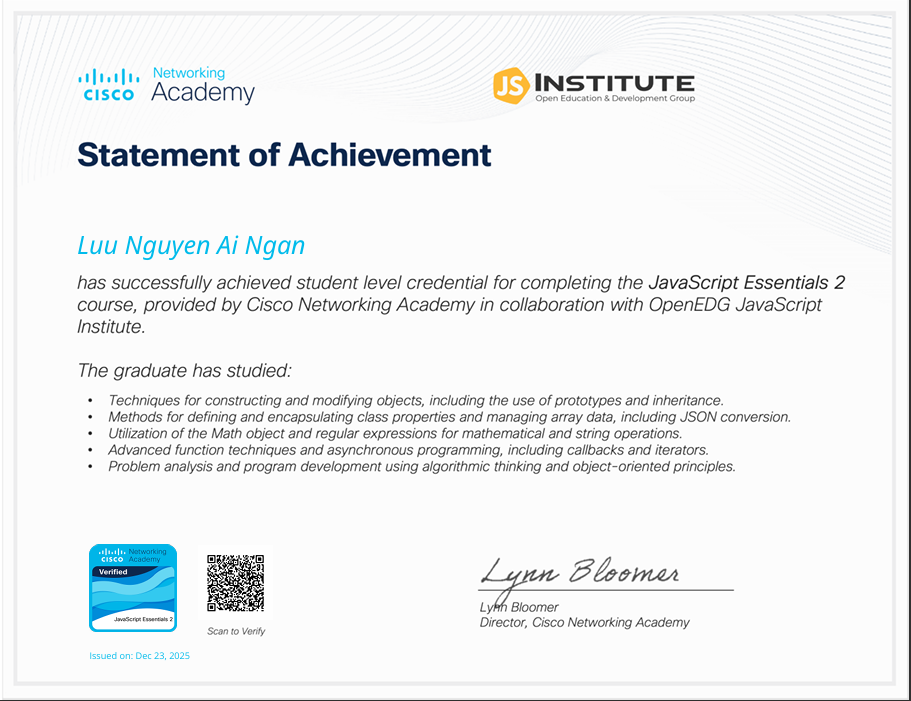 cisco
Networking
Academy
JS INSTITUTE
Open Education & Development Group
Statement of Achievement
Luu Nguyen Ai Ngan
has successfully achieved student level credential for completing the JavaScript Essentials 2
course, provided by Cisco Networking Academy in collaboration with OpenEDG JavaScript
Institute.
The graduate has studied:
• Techniques for constructing and modifying objects, including the use of prototypes and inheritance.
• Methods for defining and encapsulating class properties and managing array data, including JSON conversion.
• Utilization of the Math object and regular expressions for mathematical and string operations.
• Advanced function techniques and asynchronous programming, including callbacks and iterators.
• Problem analysis and program development using algorithmic thinking and object-oriented principles.
cisco
Networking
Academy
Verified
JavaScript Essentials 2
Scan to Verify
Issued on: Dec 23, 2025
Lynn Bloomer
Lynn Bloomer
Director, Cisco Networking Academy